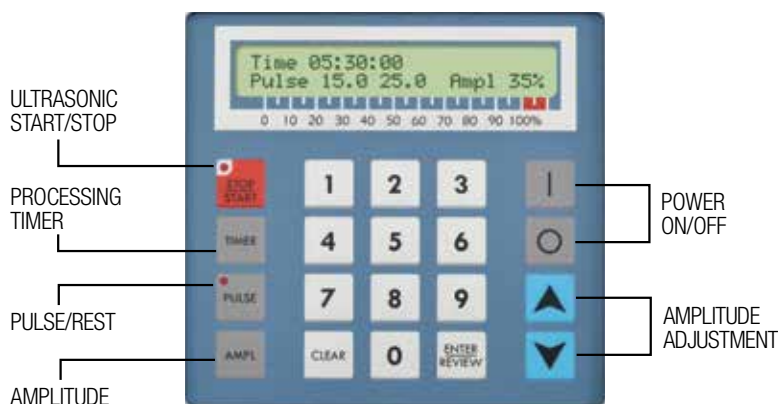 Time 05:30:00
Pulse 15.0 25.0 Ampl 35%
0 10 20 30 40 50 60 70 80 90 100%
ULTRASONIC
START/STOP
STOP
START
1 2 3
POWER
ON/OFF
PROCESSING
TIMER
TIMER
4 5 6
PULSE/REST
PULSE
7 8 9
AMPLITUDE
ADJUSTMENT
AMPLITUDE
AMPL
CLEAR
0
ENTER
REVIEW